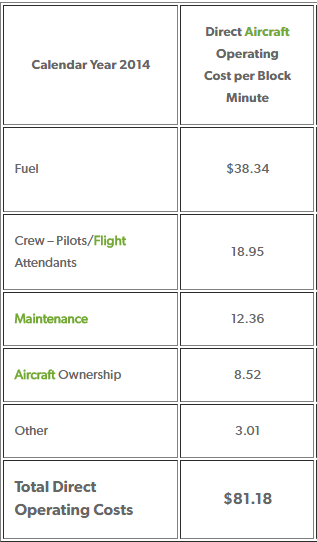 Calendar Year 2014
Direct Aircraft
Operating
Cost per Block
Minute
Fuel
$38.34
Crew – Pilots/Flight
Attendants
18.95
Maintenance
12.36
Aircraft Ownership
8.52
Other
3.01
Total Direct
Operating Costs
$81.18